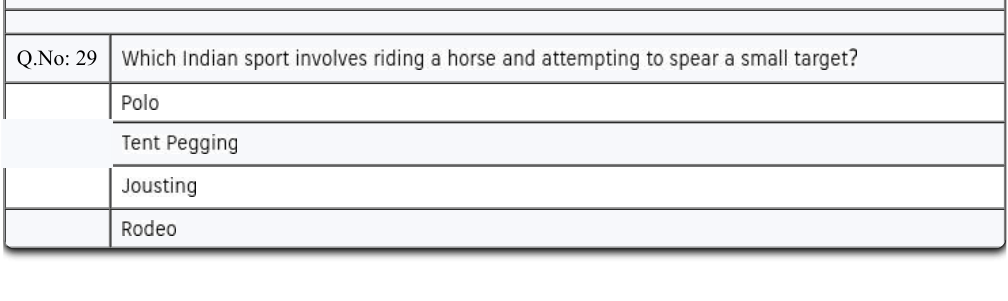 Q.No: 29 Which Indian sport involves riding a horse and attempting to spear a small target?
Polo
Tent Pegging
Jousting
Rodeo